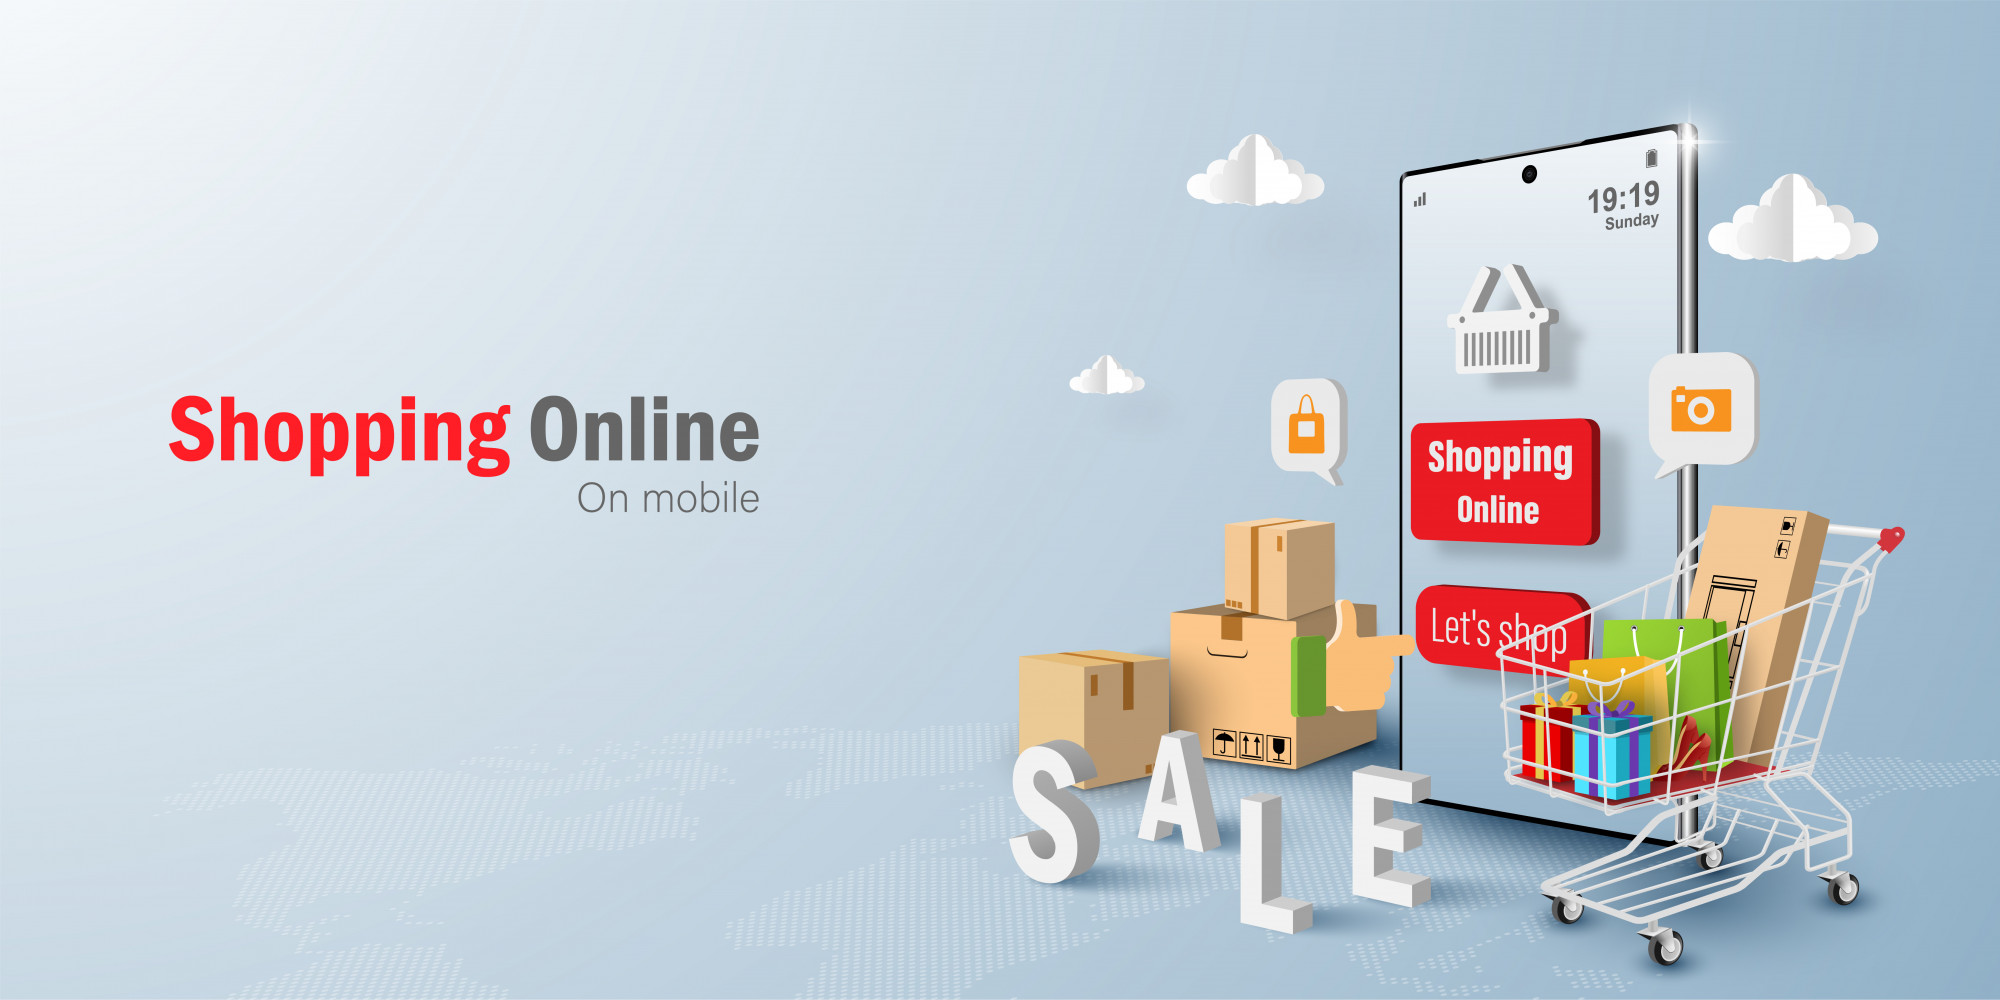 Shopping Online
On mobile
19:19
Sunday
Shopping
Online
Let's shop
SALE